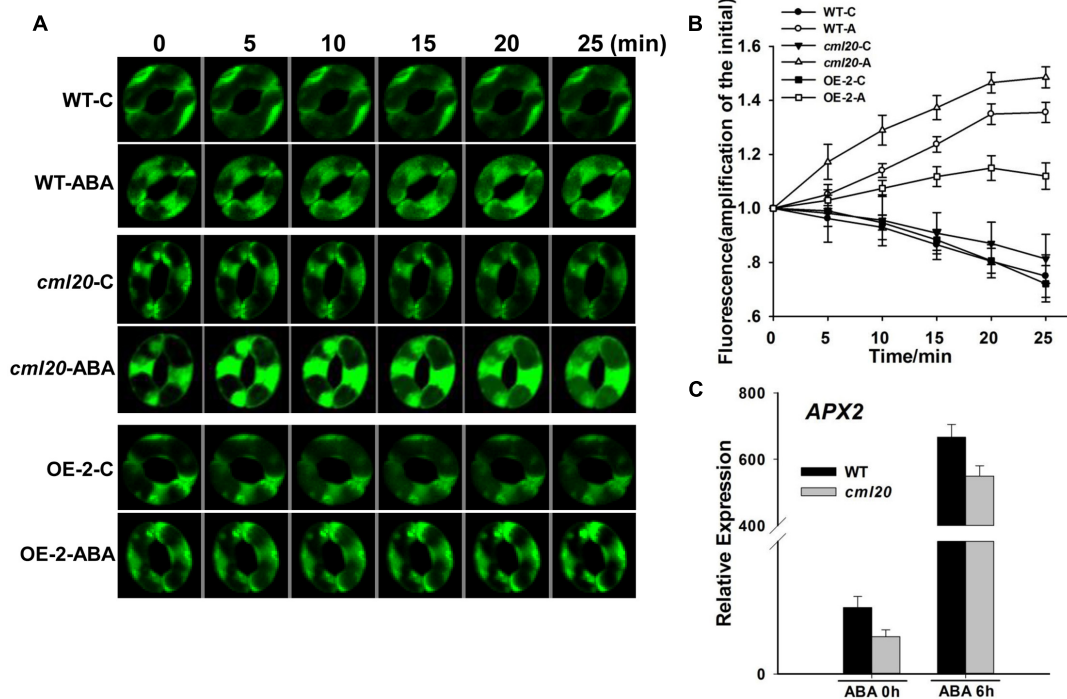 A
0 5 10 15 20 25 (min)
WT-C
WT-ABA
cml20-C
cml20-ABA
OE-2-C
OE-2-ABA
B
WT-C
WT-A
cml20-C
cml20-A
OE-2-C
OE-2-A
Fluorescence(amplification of the initial)
1.6
1.4
1.2
1.0
.8
.6
0 5 10 15 20 25
Time/min
C
APX2
WT
cml20
Relative Expression
800
600
400
0
ABA 0h
ABA 6h